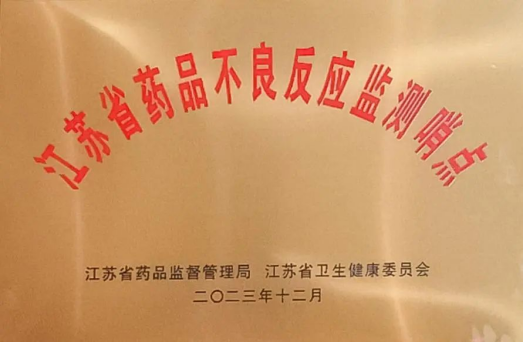 江苏省药品不良反应监测哨点
江苏省药品监督管理局 江苏省卫生健康委员会
二〇二三年十二月